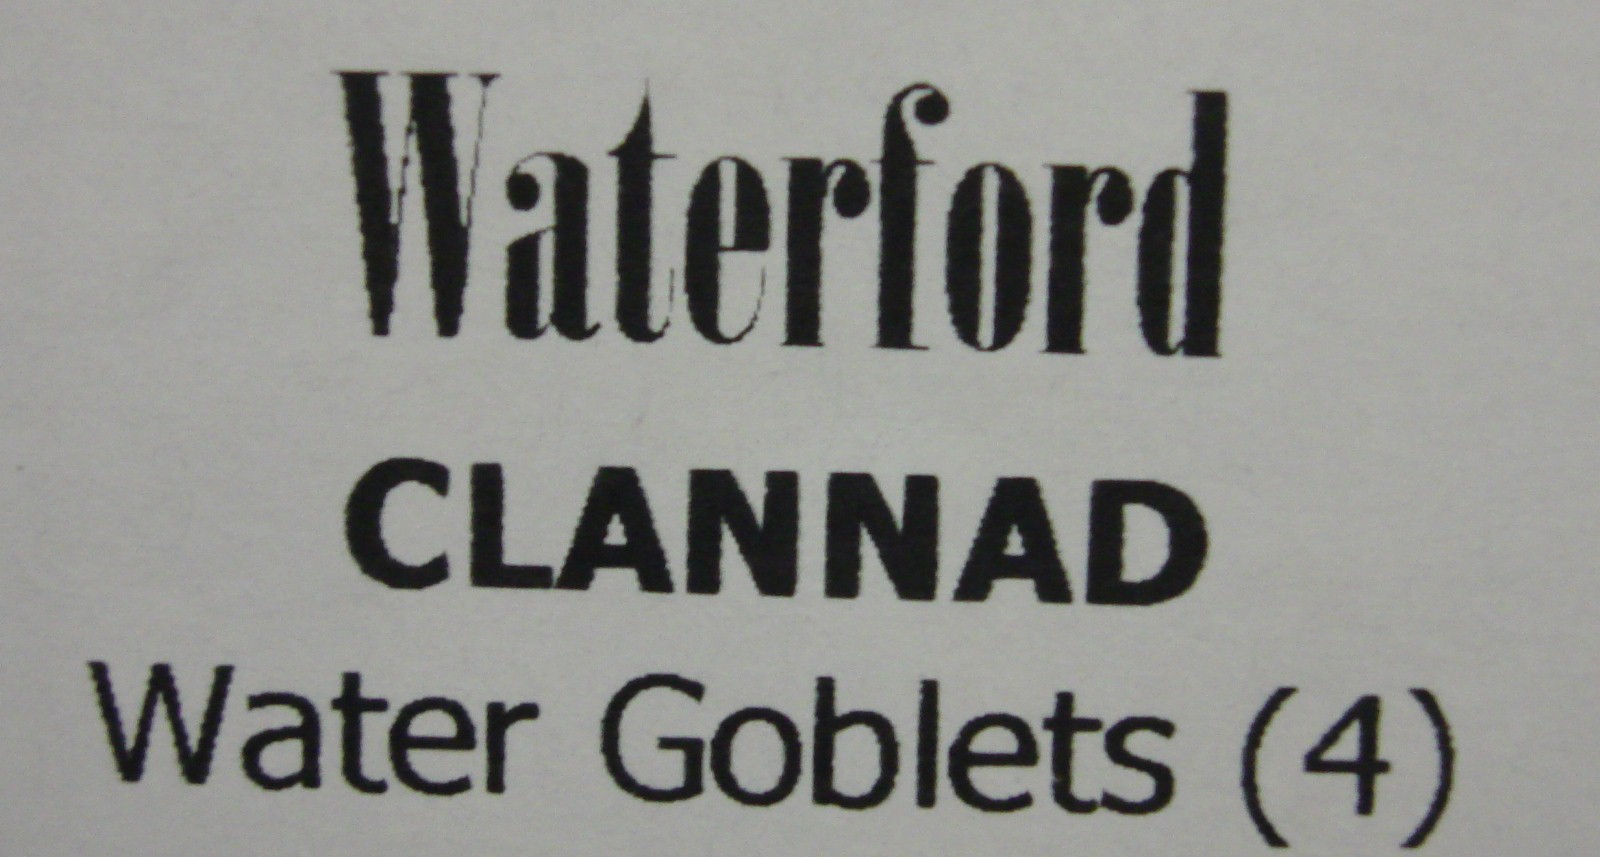 Waterford
CLANNAD
Water Goblets (4)